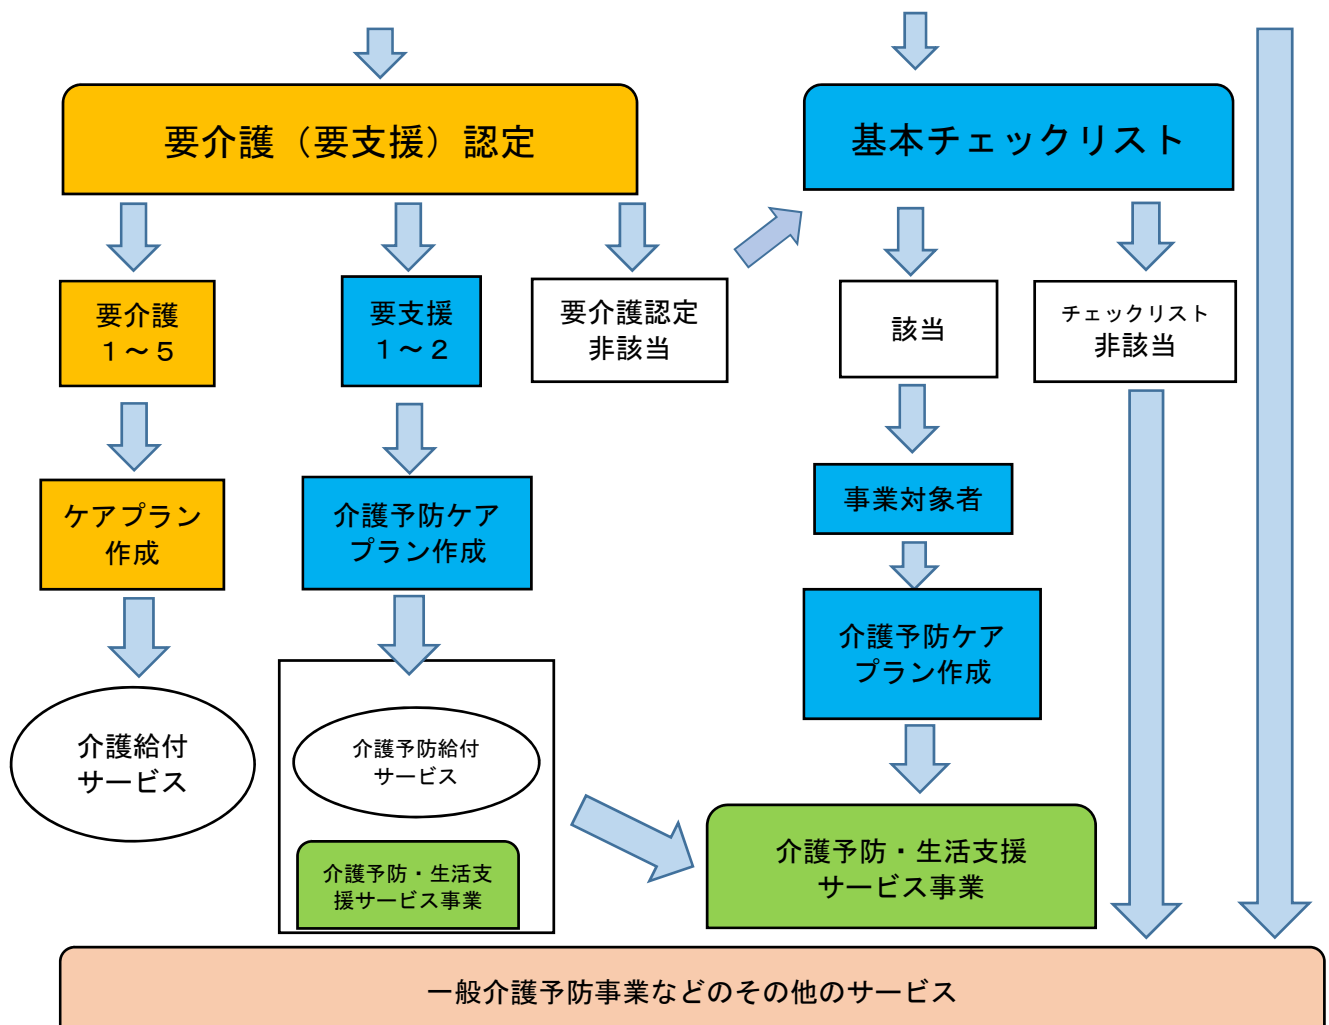 要介護（要支援）認定
基本チェックリスト
要介護
１～５
要支援
１～２
要介護認定
非該当
該当
チェックリスト
非該当
ケアプラン
作成
介護予防ケア
プラン作成
事業対象者
介護予防ケア
プラン作成
介護給付
サービス
介護予防給付
サービス
介護予防・生活支
援サービス事業
介護予防・生活支援
サービス事業
一般介護予防事業などのその他のサービス